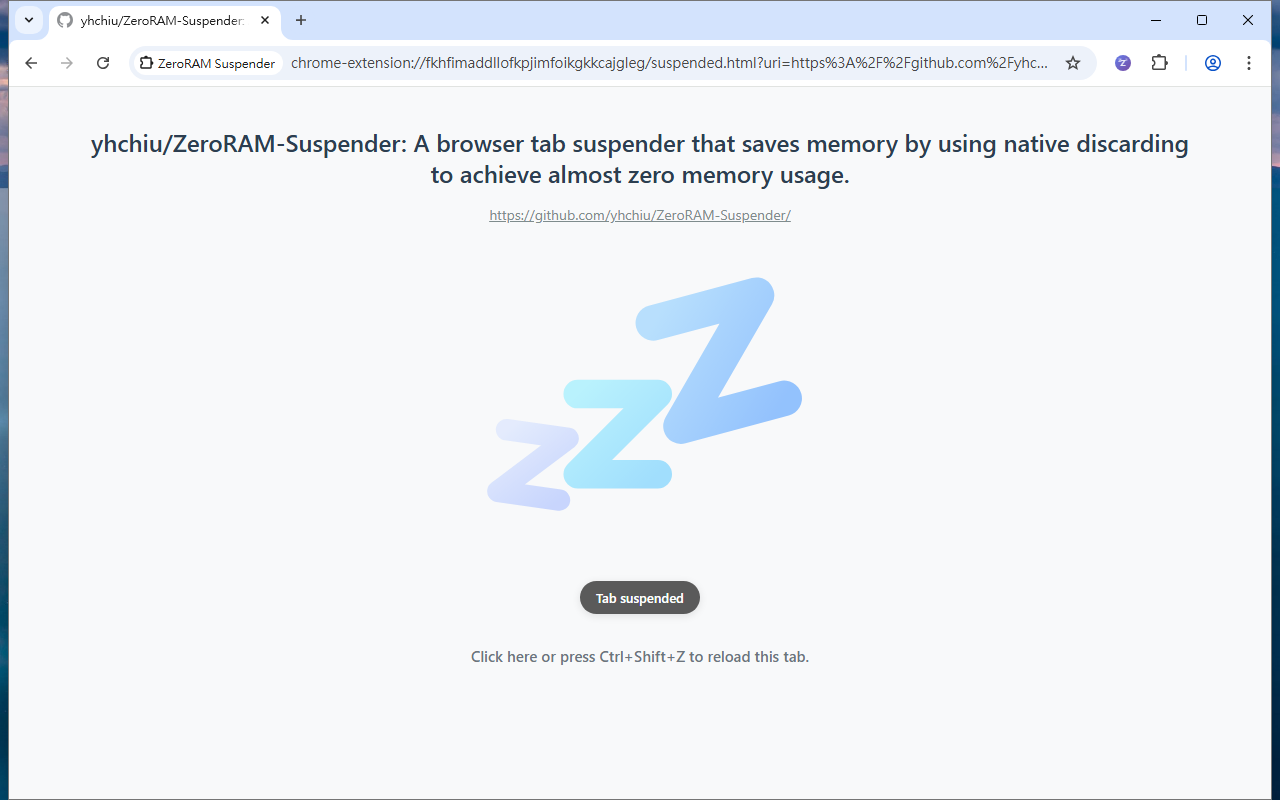 yhchiu/ZeroRAM-Suspender:
ZeroRAM Suspender
chrome-extension://fkhfimaddllofkpjimfoikgkkcajgleg/suspended.html?uri=https%3A%2F%2Fgithub.com%2Fyhc...
yhchiu/ZeroRAM-Suspender: A browser tab suspender that saves memory by using native discarding
to achieve almost zero memory usage.
https://github.com/yhchiu/ZeroRAM-Suspender/
z z Z
Tab suspended
Click here or press Ctrl+Shift+Z to reload this tab.